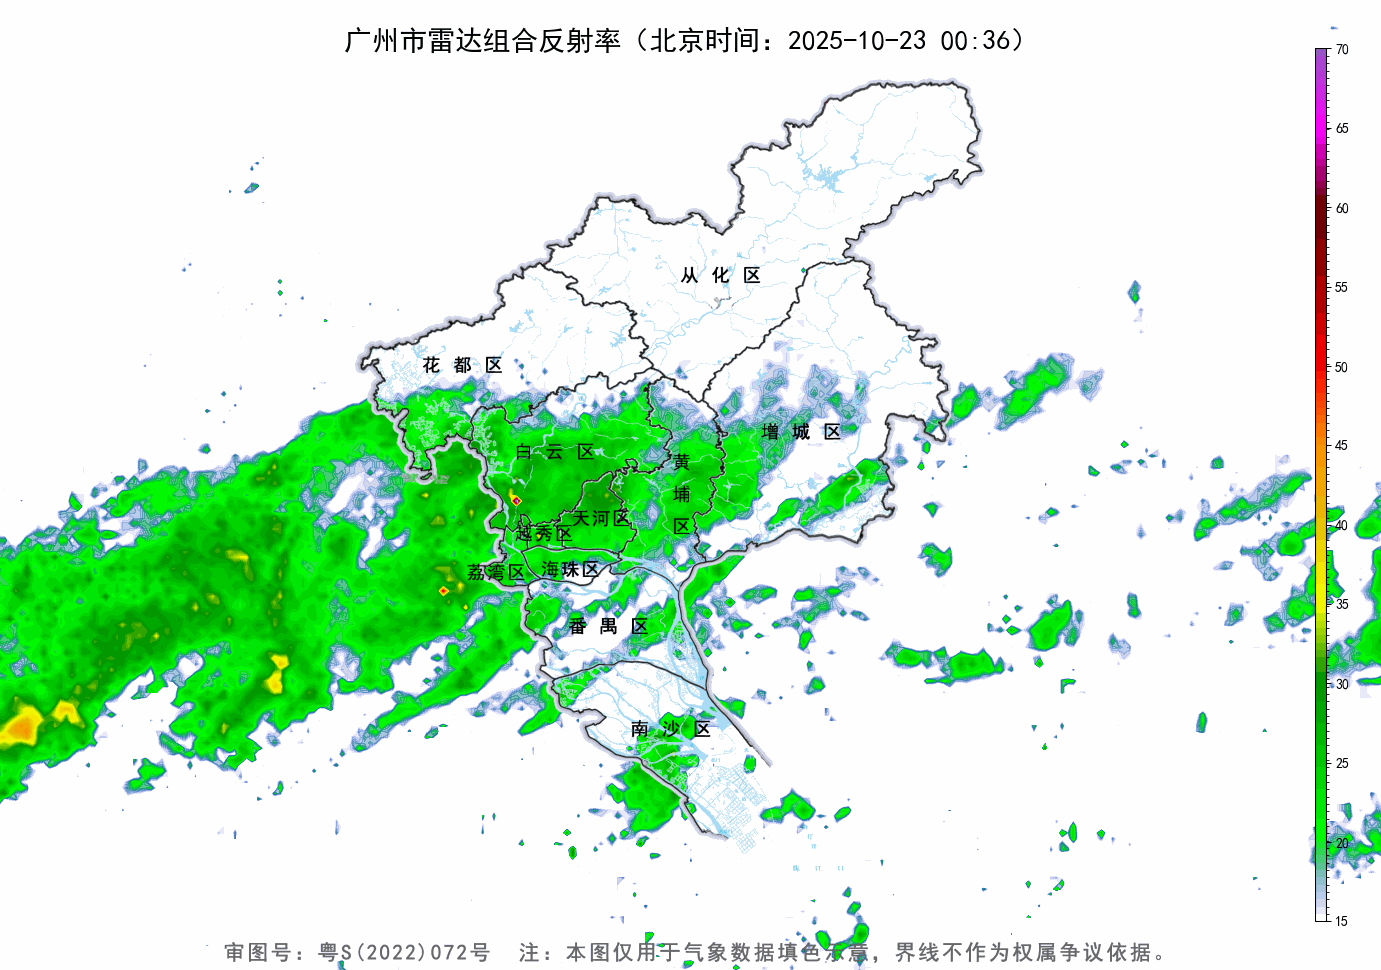 广州市雷达组合反射率（北京时间：2025-10-23 00:36）
70
65
60
55
50
45
40
35
30
25
20
15
从化区
花都区
增城区
白云区
黄埔区
天河区
越秀区
荔湾区
海珠区
番禺区
南沙区
审图号：粤S(2022)072号 注：本图仅用于气象数据填色示意，界线不作为权属争议依据。